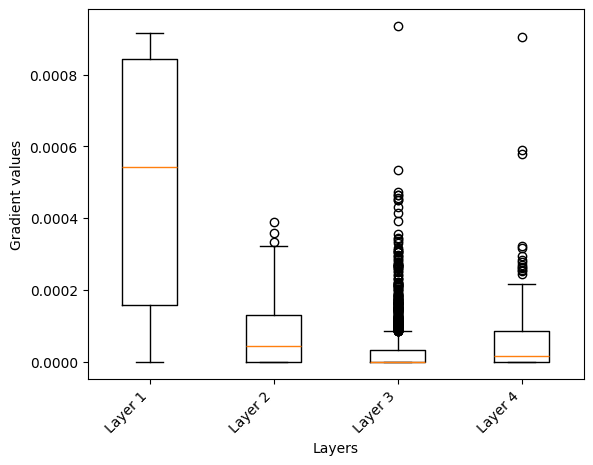 Gradient values
0.0008
0.0006
0.0004
0.0002
0.0000
Layer 1
Layer 2
Layer 3
Layer 4
Layers